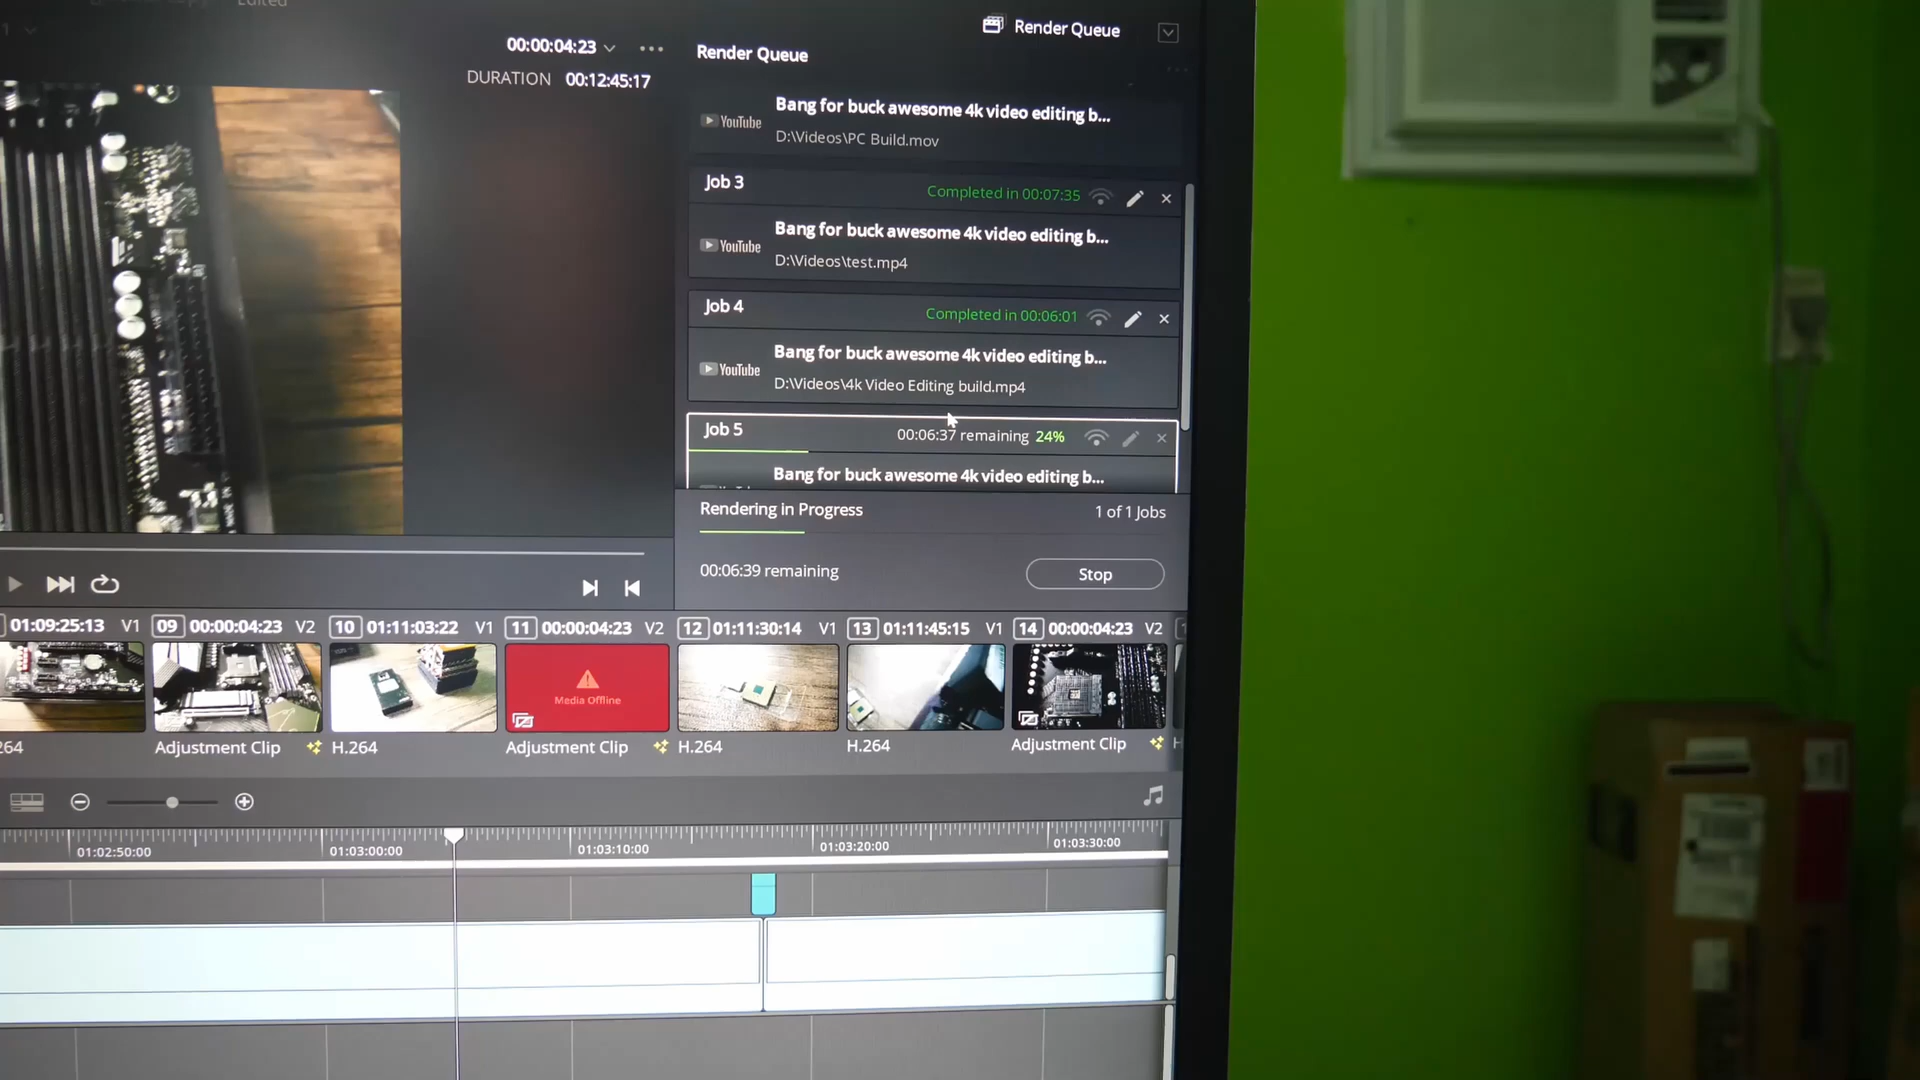 Edited
Render Queue
00:00:04:23
Render Queue
DURATION 00:12:45:17
Bang for buck awesome 4k video editing b...
YouTube
D:\Videos\PC Build.mov
Job 3
Completed in 00:07:35
Bang for buck awesome 4k video editing b...
YouTube
D:\Videos\test.mp4
Job 4
Completed in 00:06:01
Bang for buck awesome 4k video editing b...
YouTube
D:\Videos\4k Video Editing build.mp4
Job 5
00:06:37 remaining 24%
Bang for buck awesome 4k video editing b...
Rendering in Progress
1 of 1 Jobs
00:06:39 remaining
Stop
01:09:25:13 V1
09 00:00:04:23 V2
10 01:11:03:22 V1
11 00:00:04:23 V2
12 01:11:30:14 V1
13 01:11:45:15 V1
14 00:00:04:23 V2
Media Offline
264
Adjustment Clip
H.264
Adjustment Clip
H.264
H.264
Adjustment Clip
01:02:50:00
01:03:00:00
01:03:10:00
01:03:20:00
01:03:30:00